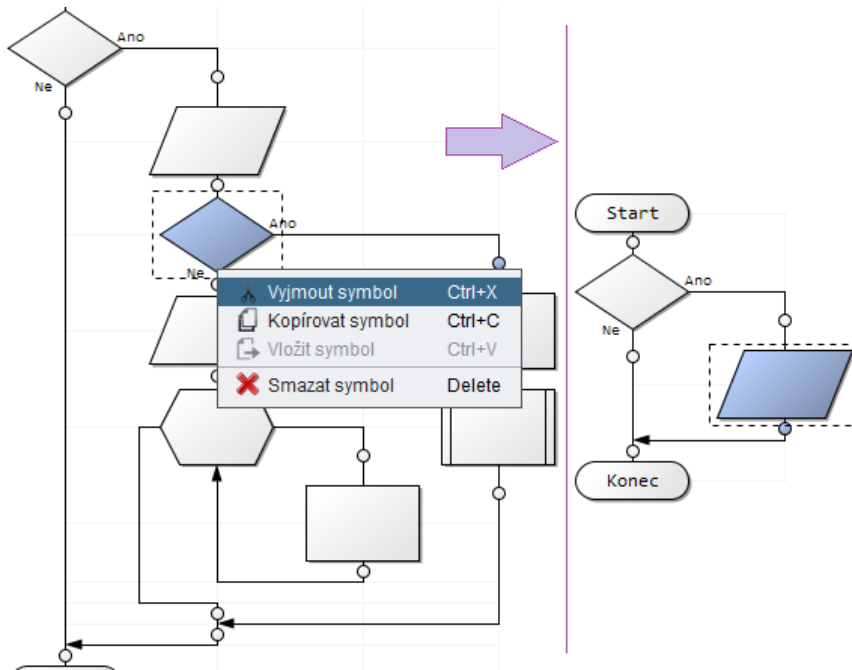 Ano
Ne
Ano
Ne
Vyjmout symbol Ctrl+X
Kopírovat symbol Ctrl+C
Vložit symbol Ctrl+V
Smazat symbol Delete
Start
Ano
Ne
Konec